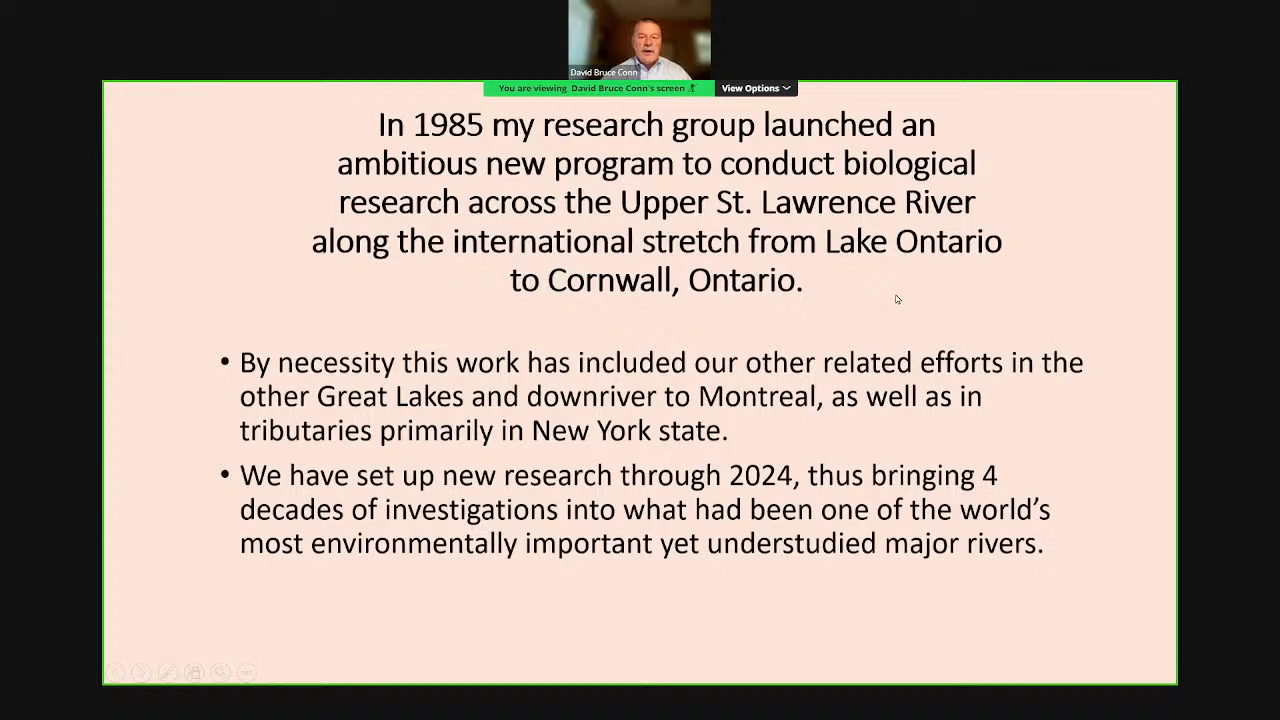 David Bruce Conn
You are viewing David Bruce Conn's screen
View Options
In 1985 my research group launched an
ambitious new program to conduct biological
research across the Upper St. Lawrence River
along the international stretch from Lake Ontario
to Cornwall, Ontario.
• By necessity this work has included our other related efforts in the
other Great Lakes and downriver to Montreal, as well as in
tributaries primarily in New York state.
• We have set up new research through 2024, thus bringing 4
decades of investigations into what had been one of the world’s
most environmentally important yet understudied major rivers.